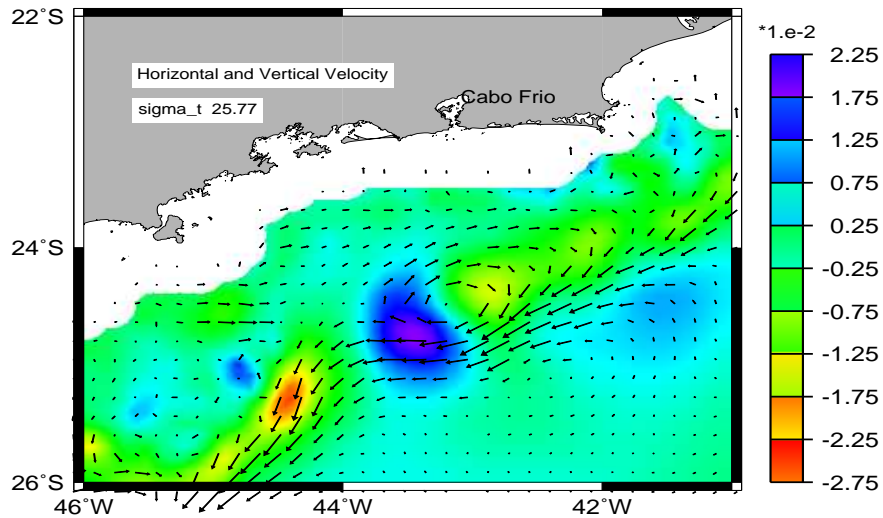 22°S
*1.e-2
2.25
Horizontal and Vertical Velocity
1.75
Cabo Frio
sigma_t 25.77
1.25
0.75
24°S
0.25
-0.25
-0.75
-1.25
-1.75
-2.25
26°S
-2.75
46°W
44°W
42°W